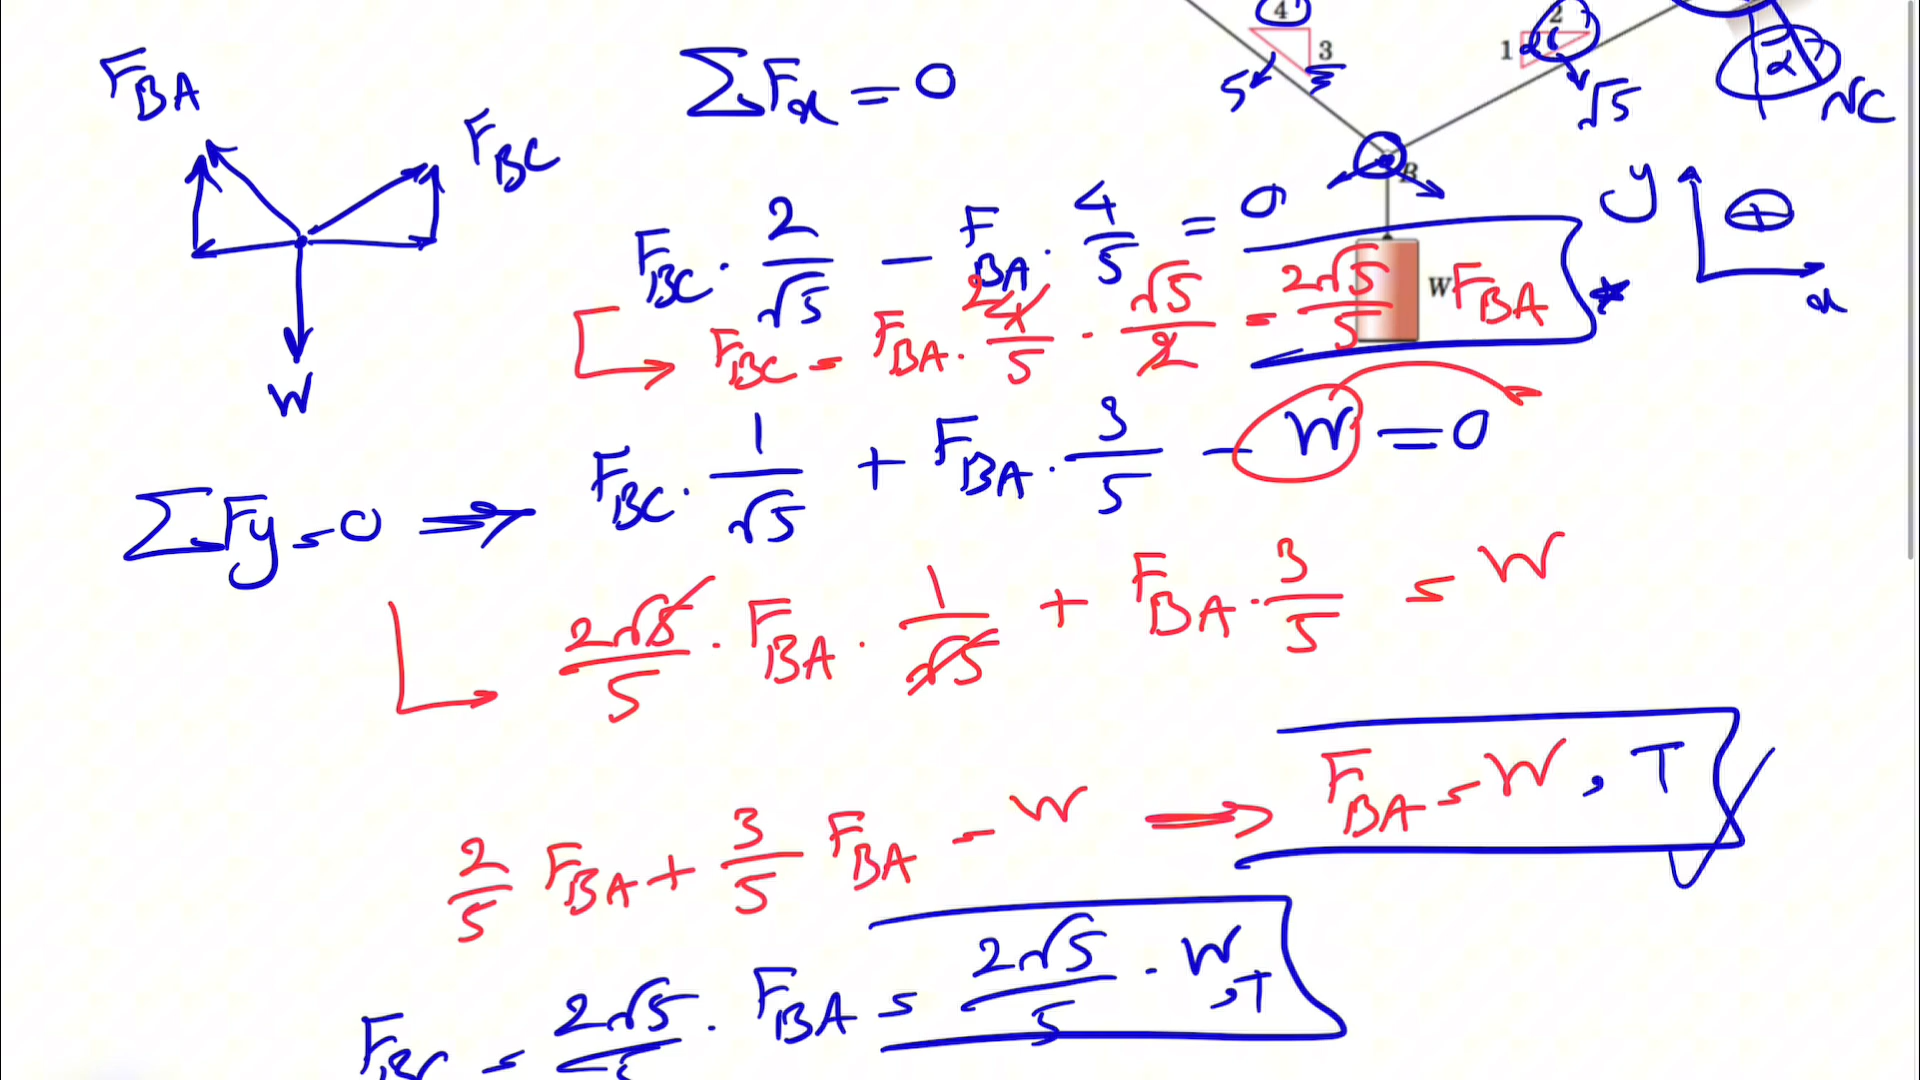 F_BA
F_BC
W
4
3
5
2
1
√5
2
NC
B
W
y
x
ΣFx = 0
F_BC · 2/√5 - F_BA · 4/5 = 0
F_BC = F_BA · 4/5 · √5/2 = 2√5/5 F_BA
ΣFy = 0 ⇒ F_BC · 1/√5 + F_BA · 3/5 - W = 0
2√5/5 · F_BA · 1/√5 + F_BA · 3/5 = W
2/5 F_BA + 3/5 F_BA = W → F_BA = W, T
F_BC = 2√5/5 · F_BA = 2√5/5 · W, T